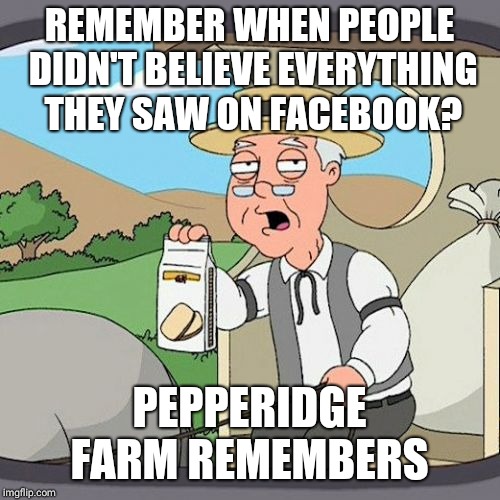 REMEMBER WHEN PEOPLE
DIDN'T BELIEVE EVERYTHING
THEY SAW ON FACEBOOK?
PEPPERIDGE
FARM REMEMBERS
imgflip.com